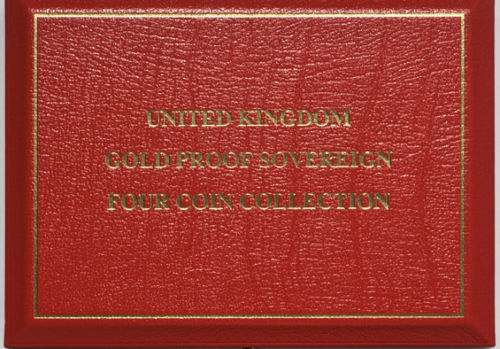 UNITED KINGDOM
GOLD PROOF SOVEREIGN
FOUR COIN COLLECTION